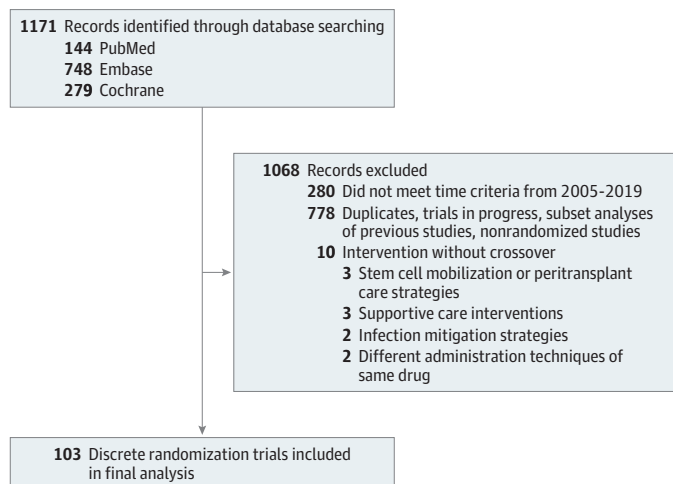 1171 Records identified through database searching
144 PubMed
748 Embase
279 Cochrane
1068 Records excluded
280 Did not meet time criteria from 2005-2019
778 Duplicates, trials in progress, subset analyses
of previous studies, nonrandomized studies
10 Intervention without crossover
3 Stem cell mobilization or peritransplant
care strategies
3 Supportive care interventions
2 Infection mitigation strategies
2 Different administration techniques of
same drug
103 Discrete randomization trials included
in final analysis